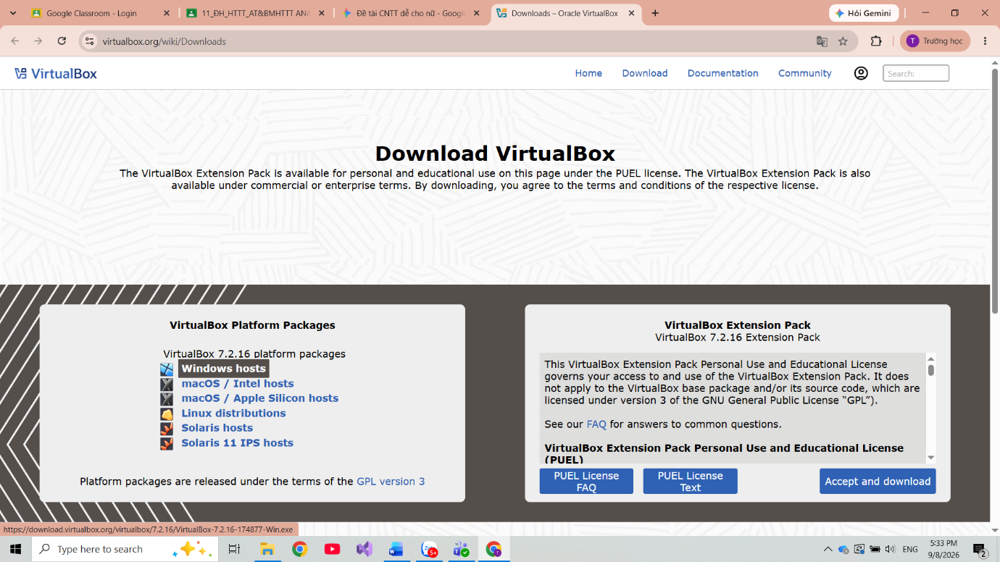 Google Classroom - Login
11_ĐH_HTTT_AT&BMHTTT AN&
Đề tài CNTT dễ cho nữ - Googl
Downloads – Oracle VirtualBox
Hỏi Gemini
virtualbox.org/wiki/Downloads
T
Trường học
VirtualBox
Home
Download
Documentation
Community
Search:
Download VirtualBox
The VirtualBox Extension Pack is available for personal and educational use on this page under the PUEL license. The VirtualBox Extension Pack is also
available under commercial or enterprise terms. By downloading, you agree to the terms and conditions of the respective license.
VirtualBox Platform Packages
VirtualBox 7.2.16 platform packages
Windows hosts
macOS / Intel hosts
macOS / Apple Silicon hosts
Linux distributions
Solaris hosts
Solaris 11 IPS hosts
Platform packages are released under the terms of the GPL version 3
VirtualBox Extension Pack
VirtualBox 7.2.16 Extension Pack
This VirtualBox Extension Pack Personal Use and Educational License
governs your access to and use of the VirtualBox Extension Pack. It does
not apply to the VirtualBox base package and/or its source code, which are
licensed under version 3 of the GNU General Public License “GPL”).
See our FAQ for answers to common questions.
VirtualBox Extension Pack Personal Use and Educational License
(PUEL)
PUEL License
FAQ
PUEL License
Text
Accept and download
https://download.virtualbox.org/virtualbox/7.2.16/VirtualBox-7.2.16-174877-Win.exe
Type here to search
5+
ENG
5:33 PM
9/8/2026
2